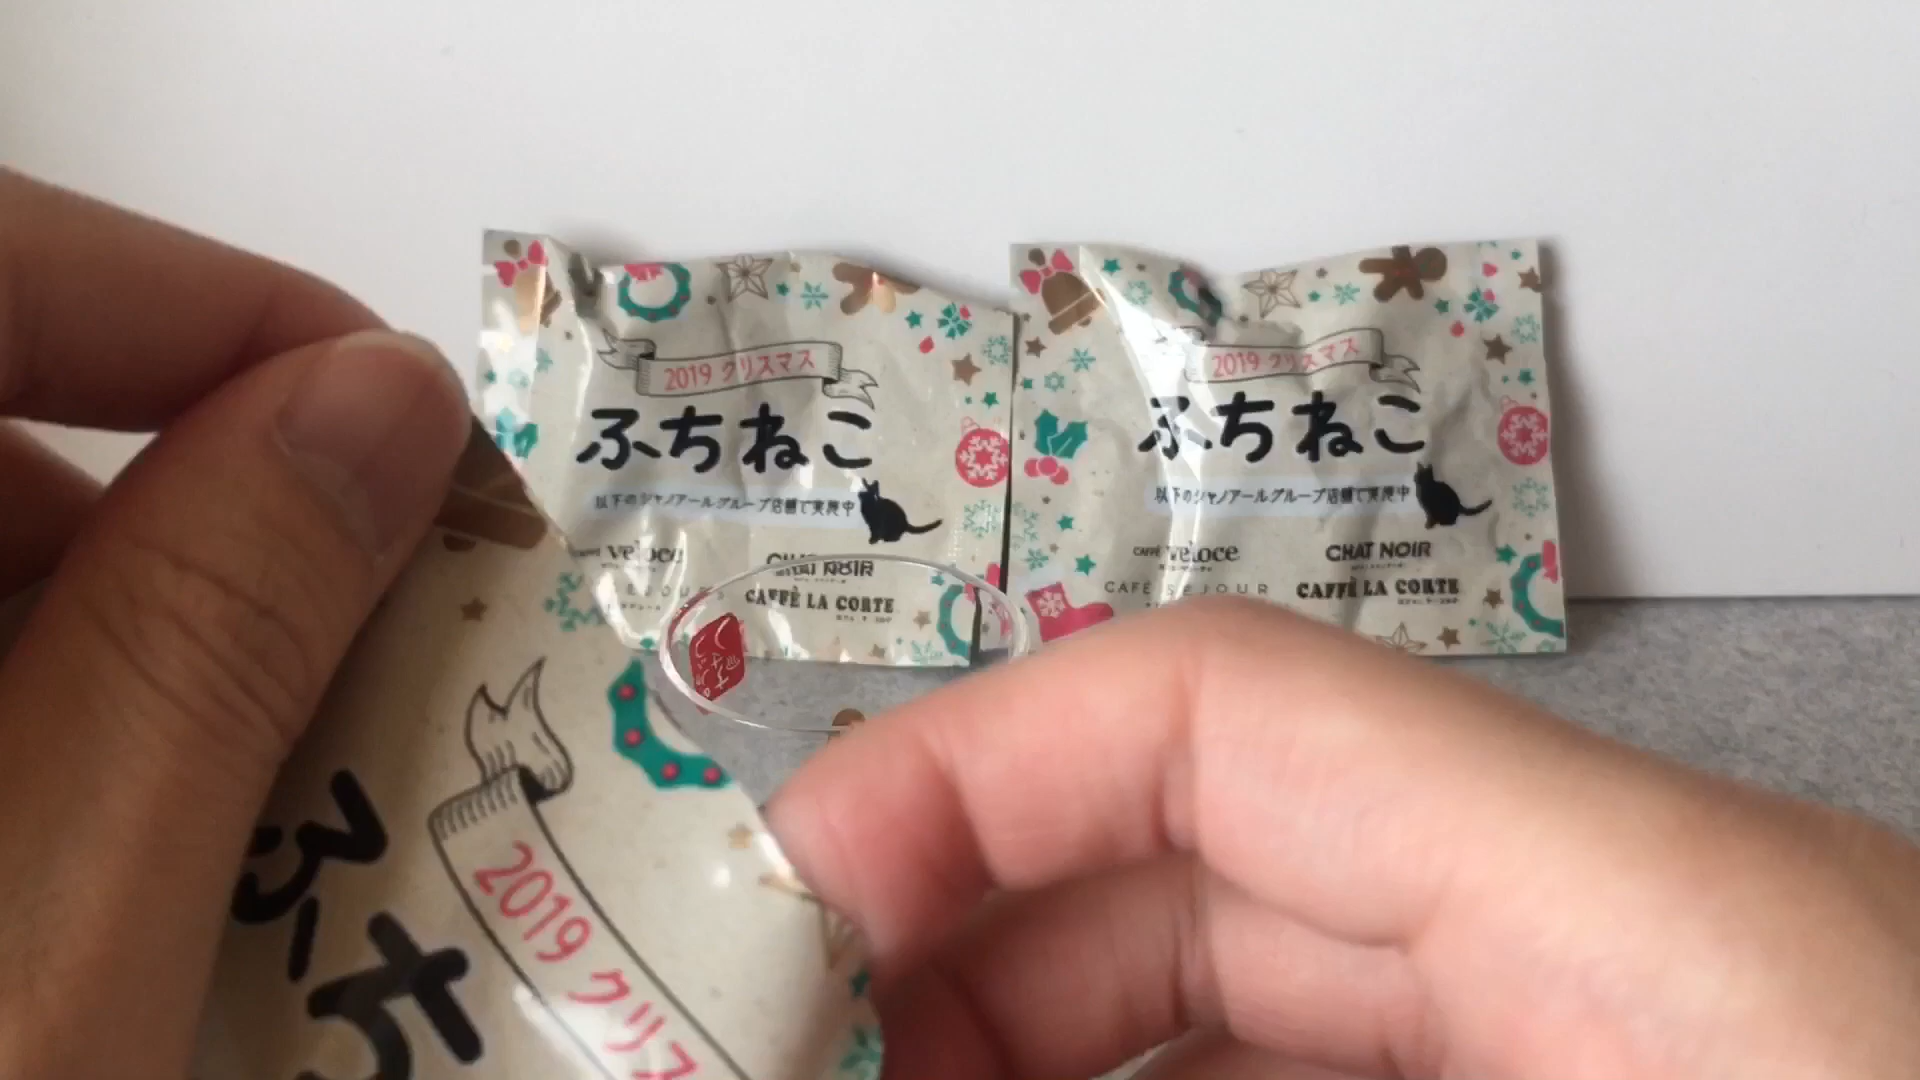 2019 クリスマス
ふちねこ
以下のシャノアールグループ店舗で実施中
veloce
CHAT NOIR
CAFFÈ LA CORTE
2019 クリスマス
ふちねこ
以下のシャノアールグループ店舗で実施中
CAFFÈ veloce
CHAT NOIR
CAFÉ SEJOUR
CAFFÈ LA CORTE
2019 クリス
ふち